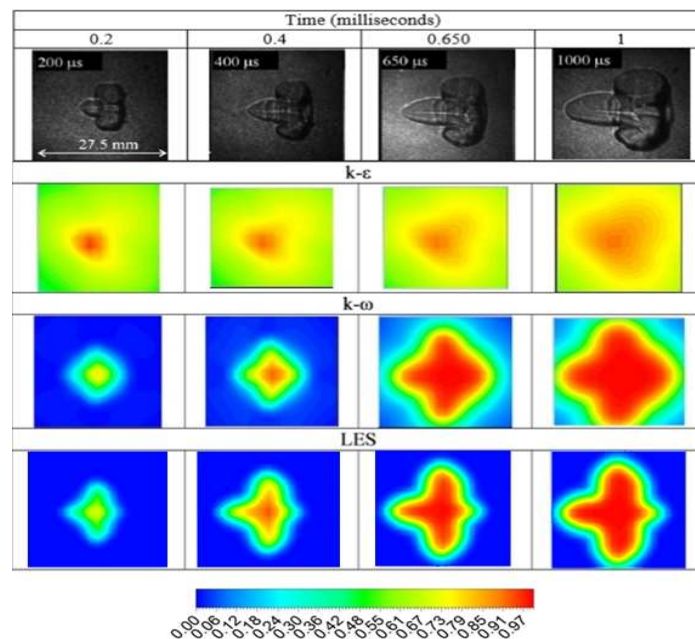 Time (milliseconds)
0.2 0.4 0.650 1
200 µs 400 µs 650 µs 1000 µs
27.5 mm
k-ε
k-ω
LES
0.00 0.06 0.12 0.18 0.24 0.30 0.36 0.42 0.48 0.55 0.61 0.67 0.73 0.79 0.85 0.91 0.97